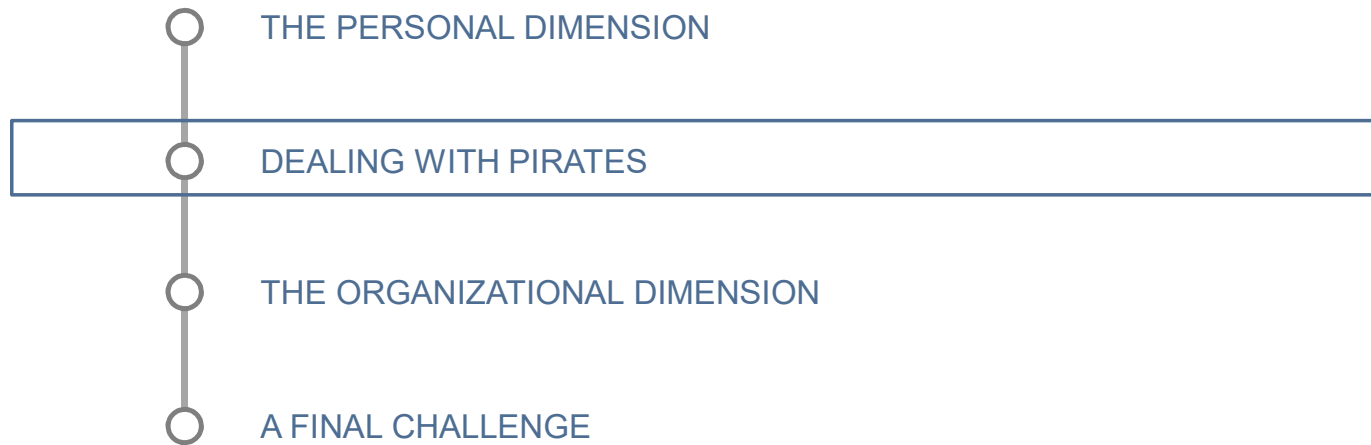 THE PERSONAL DIMENSION
DEALING WITH PIRATES
THE ORGANIZATIONAL DIMENSION
A FINAL CHALLENGE